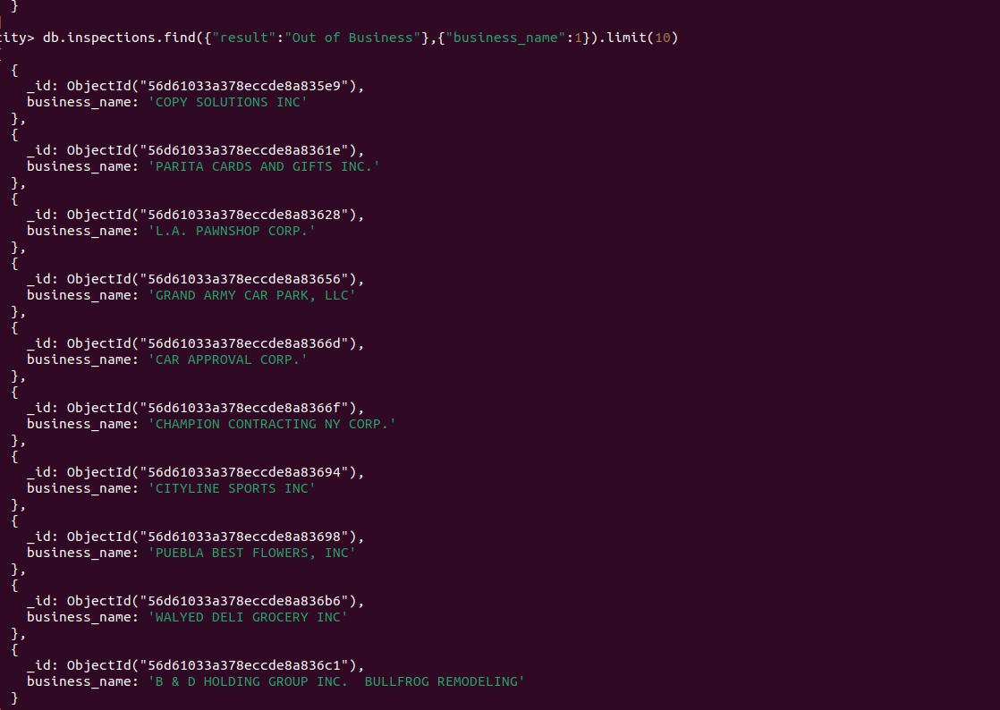 }
city> db.inspections.find({"result":"Out of Business"},{"business_name":1}).limit(10)
[
{
_id: ObjectId("56d61033a378eccde8a835e9"),
business_name: 'COPY SOLUTIONS INC'
},
{
_id: ObjectId("56d61033a378eccde8a8361e"),
business_name: 'PARITA CARDS AND GIFTS INC.'
},
{
_id: ObjectId("56d61033a378eccde8a83628"),
business_name: 'L.A. PAWNSHOP CORP.'
},
{
_id: ObjectId("56d61033a378eccde8a83656"),
business_name: 'GRAND ARMY CAR PARK, LLC'
},
{
_id: ObjectId("56d61033a378eccde8a8366d"),
business_name: 'CAR APPROVAL CORP.'
},
{
_id: ObjectId("56d61033a378eccde8a8366f"),
business_name: 'CHAMPION CONTRACTING NY CORP.'
},
{
_id: ObjectId("56d61033a378eccde8a83694"),
business_name: 'CITYLINE SPORTS INC'
},
{
_id: ObjectId("56d61033a378eccde8a83698"),
business_name: 'PUEBLA BEST FLOWERS, INC'
},
{
_id: ObjectId("56d61033a378eccde8a836b6"),
business_name: 'WALYED DELI GROCERY INC'
},
{
_id: ObjectId("56d61033a378eccde8a836c1"),
business_name: 'B & D HOLDING GROUP INC.  BULLFROG REMODELING'
}